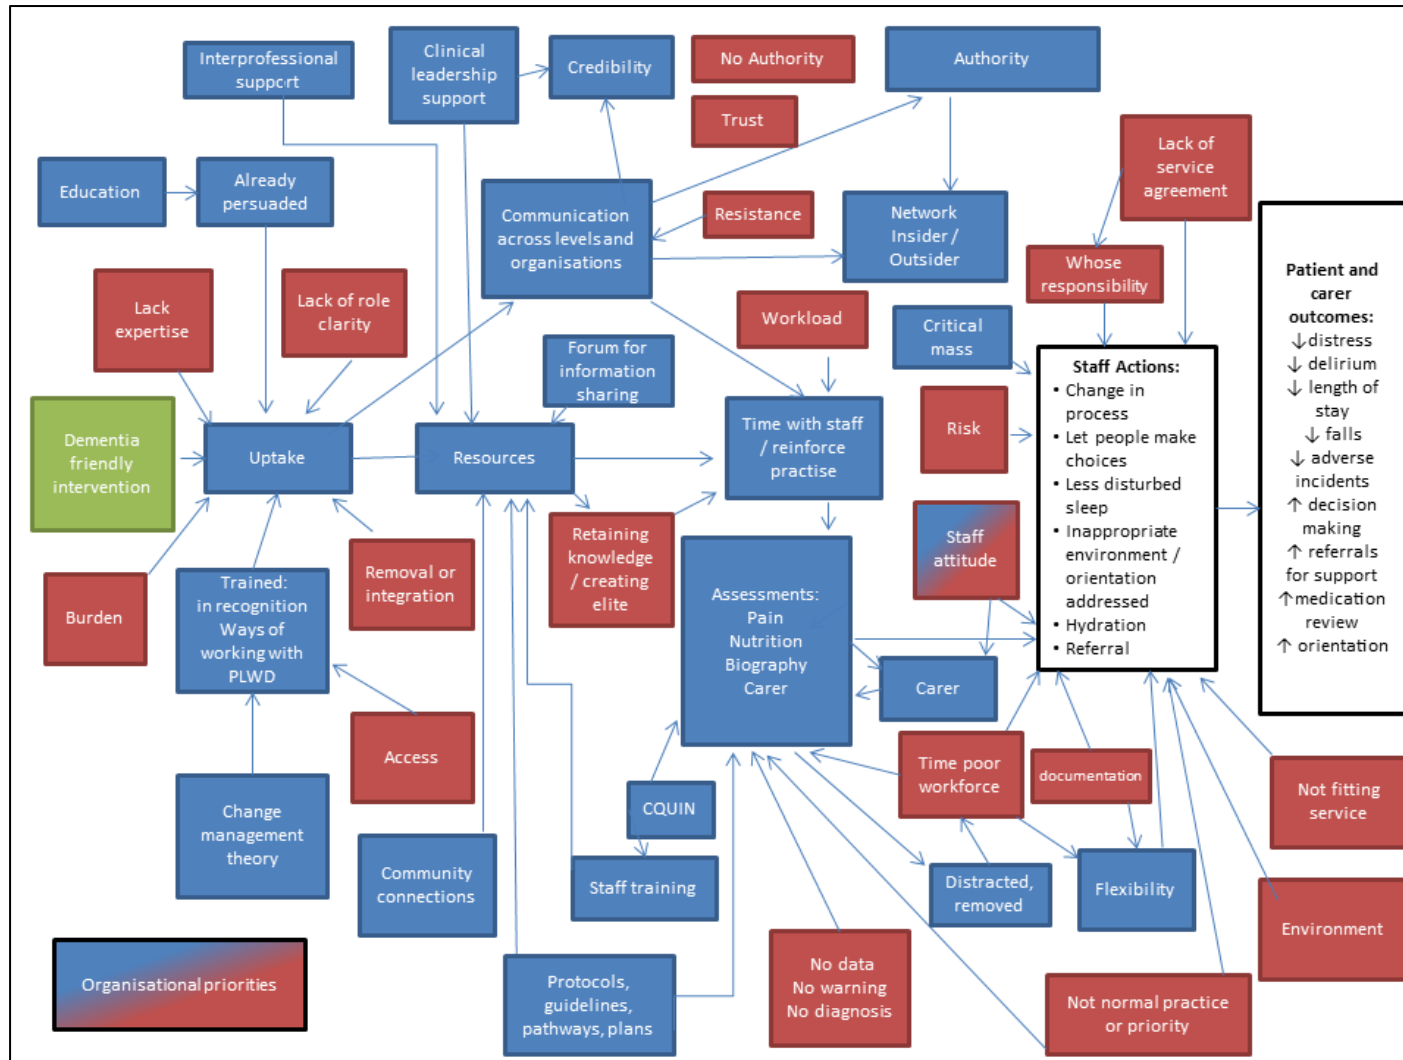 Interprofessional
support
Clinical
leadership
support
Credibility
No Authority
Authority
Trust
Lack of
service
agreement
Education
Already
persuaded
Communication
across levels and
organisations
Resistance
Network
Insider /
Outsider
Whose
responsibility
Patient and
carer
outcomes:
↓distress
↓ delirium
↓ length of
stay
↓ falls
↓ adverse
incidents
↑ decision
making
↑ referrals
for support
↑medication
review
↑ orientation
Lack
expertise
Lack of role
clarity
Workload
Critical
mass
Forum for
information
sharing
Staff Actions:
• Change in
process
• Let people make
choices
• Less disturbed
sleep
• Inappropriate
environment /
orientation
addressed
• Hydration
• Referral
Dementia
friendly
intervention
Uptake
Resources
Time with staff
/ reinforce
practise
Risk
Staff
attitude
Burden
Trained:
in recognition
Ways of
working with
PLWD
Removal or
integration
Retaining
knowledge
/ creating
elite
Assessments:
Pain
Nutrition
Biography
Carer
Carer
Access
Time poor
workforce
documentation
Not fitting
service
Change
management
theory
CQUIN
Community
connections
Staff training
Distracted,
removed
Flexibility
Environment
Organisational priorities
Protocols,
guidelines,
pathways, plans
No data
No warning
No diagnosis
Not normal practice
or priority